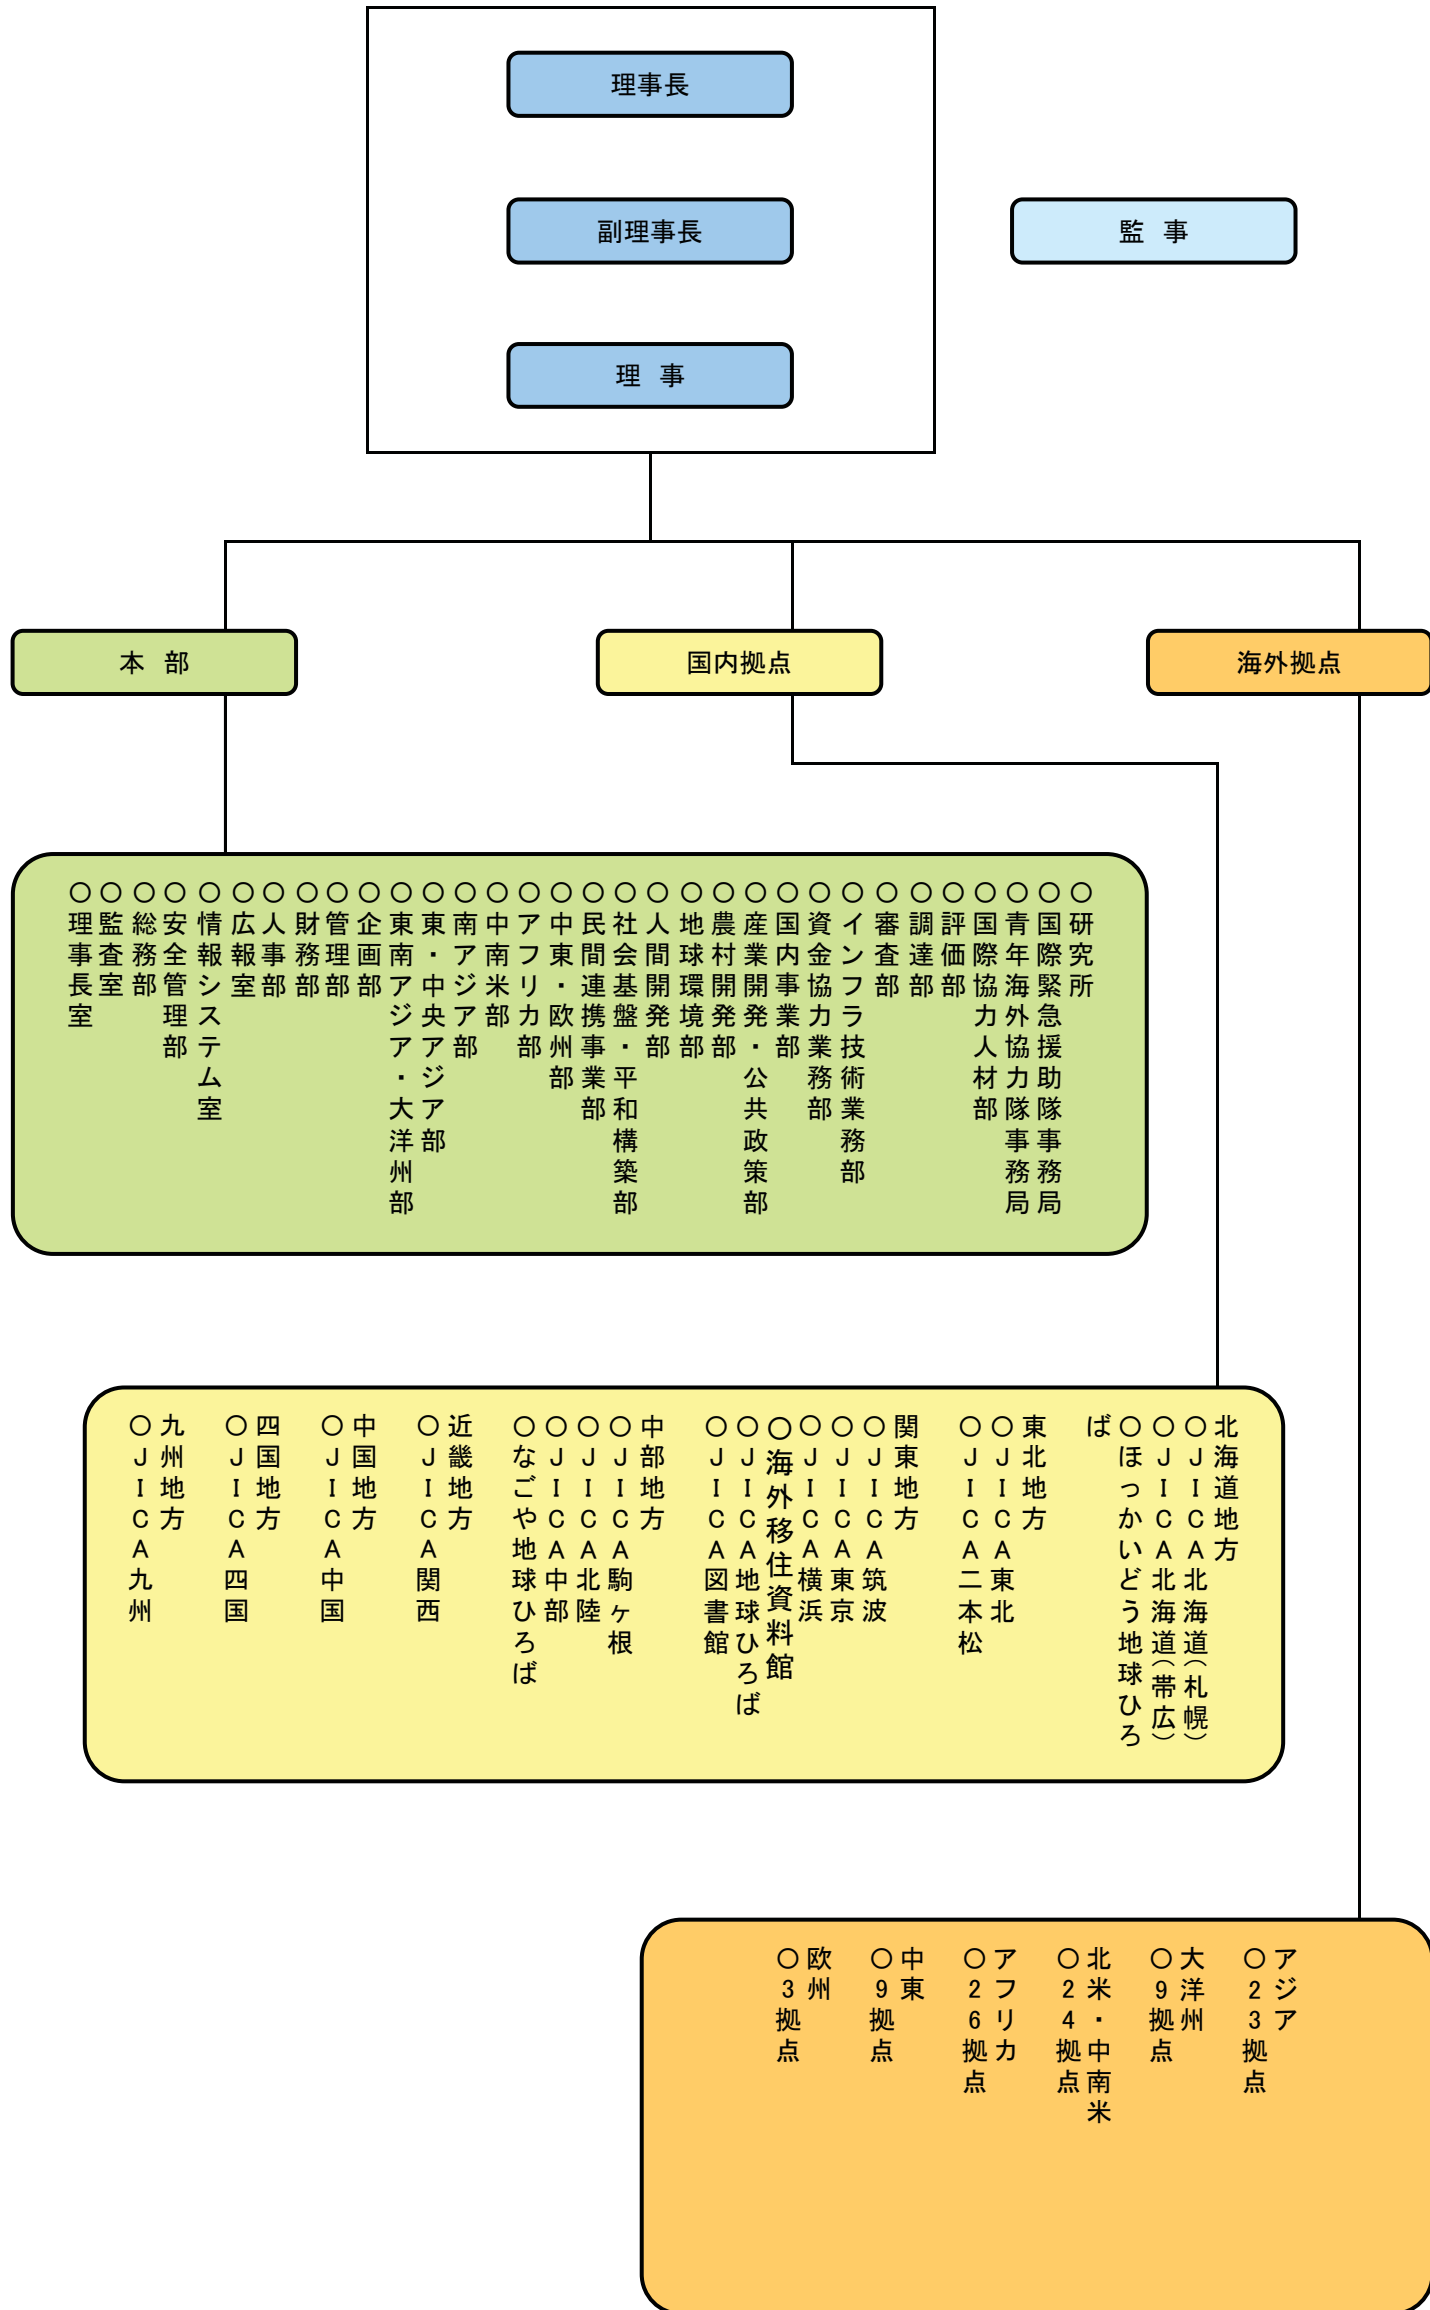 理事長
副理事長
監 事
理 事
本 部
国内拠点
海外拠点
○研究所
○国際緊急援助隊事務局
○青年海外協力隊事務局
○国際協力人材部
○評価部
○調達部
○審査部
○インフラ技術業務部
○資金協力業務部
○国内事業部
○産業開発・公共政策部
○農村開発部
○地球環境部
○人間開発部
○社会基盤・平和構築部
○民間連携事業部
○中東・欧州部
○アフリカ部
○中南米部
○南アジア部
○東・中央アジア部
○東南アジア・大洋州部
○企画部
○管理部
○財務部
○人事部
○広報室
○情報システム室
○安全管理部
○総務部
○監査室
○理事長室
北海道地方
○JICA北海道(札幌)
○JICA北海道(帯広)
○ほっかいどう地球ひろ
ば
東北地方
○JICA東北
○JICA二本松
関東地方
○JICA筑波
○JICA東京
○JICA横浜
○海外移住資料館
○JICA地球ひろば
○JICA図書館
中部地方
○JICA駒ヶ根
○JICA北陸
○JICA中部
○なごや地球ひろば
近畿地方
○JICA関西
中国地方
○JICA中国
四国地方
○JICA四国
九州地方
○JICA九州
アジア
○23拠点
大洋州
○9拠点
北米・中南米
○24拠点
アフリカ
○26拠点
中東
○9拠点
欧州
○3拠点